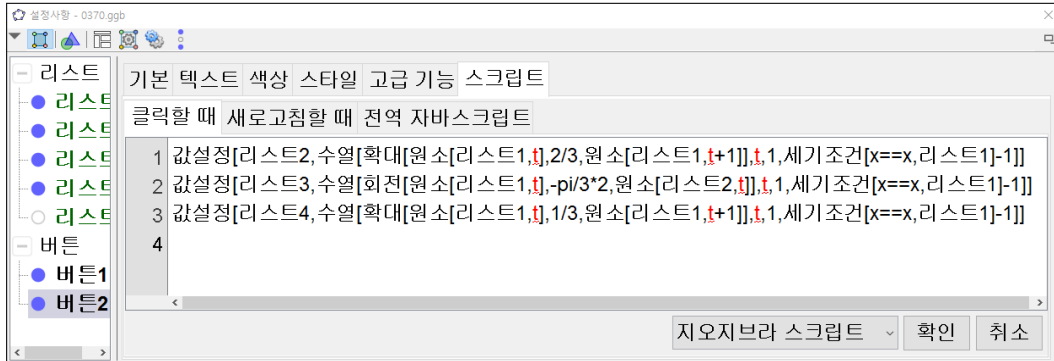 설정사항 - 0370.ggb
리스트
리스트
리스트
리스트
리스트
리스트
버튼
버튼1
버튼2
기본 텍스트 색상 스타일 고급 기능 스크립트
클릭할 때 새로고침할 때 전역 자바스크립트
1 값설정[리스트2,수열[확대[원소[리스트1,t],2/3,원소[리스트1,t+1]],t,1,세기조건[x==x,리스트1]-1]]
2 값설정[리스트3,수열[회전[원소[리스트1,t],-pi/3*2,원소[리스트2,t]],t,1,세기조건[x==x,리스트1]-1]]
3 값설정[리스트4,수열[확대[원소[리스트1,t],1/3,원소[리스트1,t+1]],t,1,세기조건[x==x,리스트1]-1]]
4
지오지브라 스크립트 확인 취소